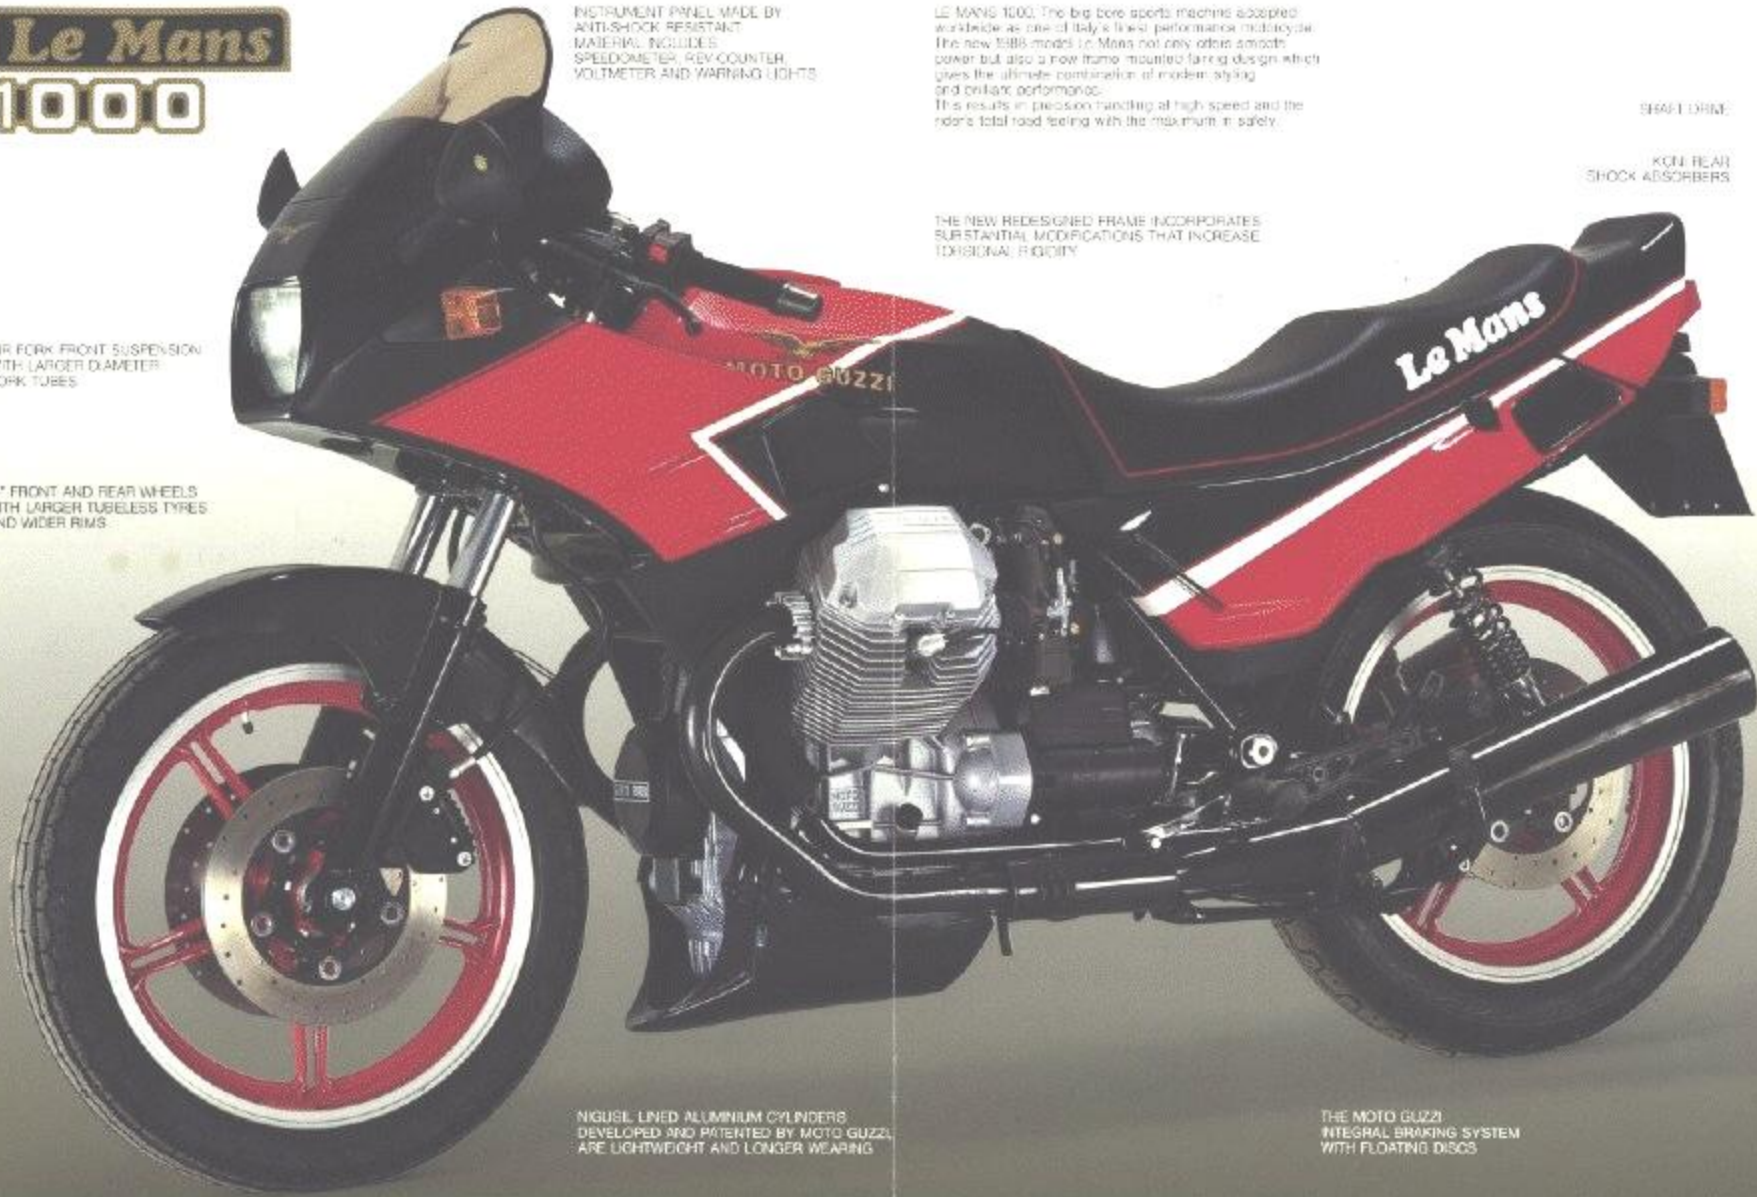 Le Mans
1000
INSTRUMENT PANEL MADE BY
ANTI-SHOCK RESISTANT
MATERIAL INCLUDES
SPEEDOMETER, REV-COUNTER,
VOLTMETER AND WARNING LIGHTS
LE MANS 1000. The big bore sports machine accepted
worldwide as one of Italy's finest performance motorcycle.
The new 1988 model Le Mans not only offers smooth
power but also a new frame mounted fairing design which
gives the ultimate combination of modern styling
and brilliant performance.
This results in precision handling at high speed and the
rider's total road feeling with the maximum in safety.
SHAFT DRIVE
KONI REAR
SHOCK ABSORBERS
THE NEW REDESIGNED FRAME INCORPORATES
SUBSTANTIAL MODIFICATIONS THAT INCREASE
TORSIONAL RIGIDITY
FORK FRONT SUSPENSION
LARGER DIAMETER
TUBES
MOTO GUZZI
Le Mans
" FRONT AND REAR WHEELS
LARGER TUBELESS TYRES
WIDER RIMS
MOTO
GUZZI
NIGUSIL LINED ALUMINIUM CYLINDERS
DEVELOPED AND PATENTED BY MOTO GUZZI,
ARE LIGHTWEIGHT AND LONGER WEARING
THE MOTO GUZZI
INTEGRAL BRAKING SYSTEM
WITH FLOATING DISCS